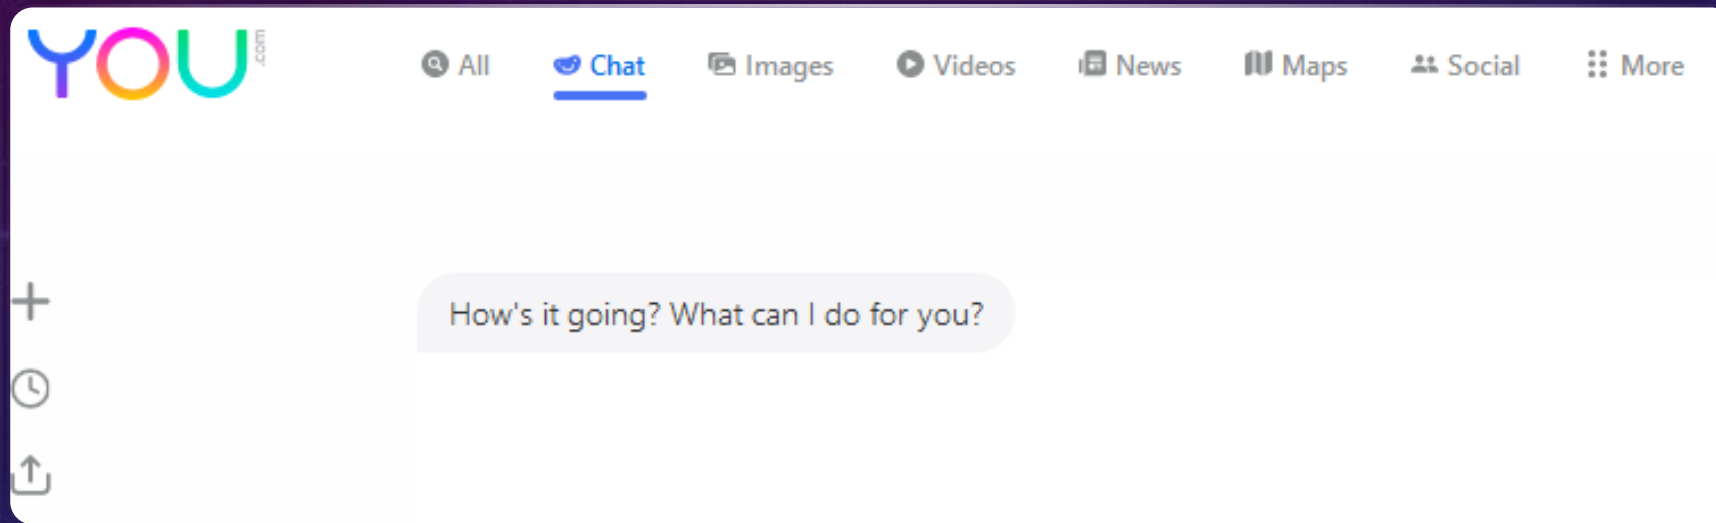 YOU.com
All Chat Images Videos News Maps Social More
How's it going? What can I do for you?